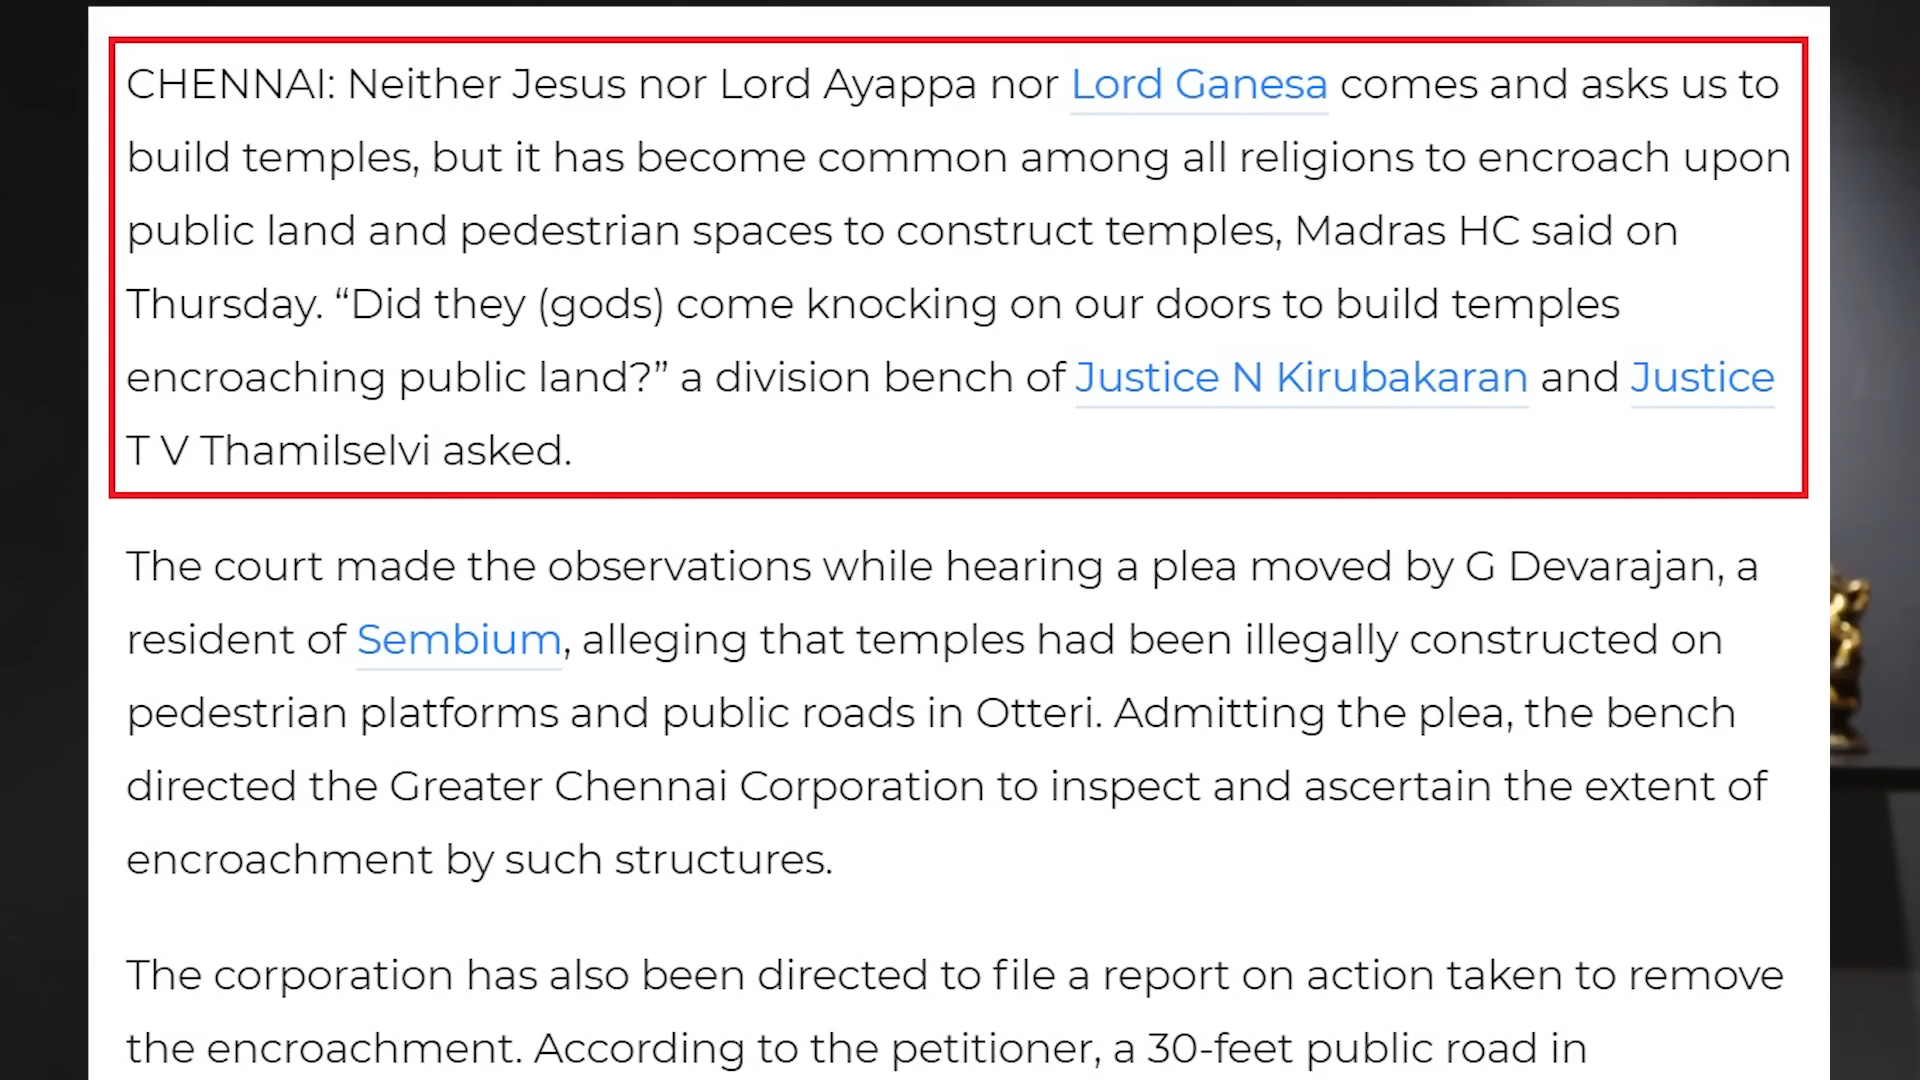 CHENNAI: Neither Jesus nor Lord Ayappa nor Lord Ganesa comes and asks us to
build temples, but it has become common among all religions to encroach upon
public land and pedestrian spaces to construct temples, Madras HC said on
Thursday. “Did they (gods) come knocking on our doors to build temples
encroaching public land?” a division bench of Justice N Kirubakaran and Justice
T V Thamilselvi asked.
The court made the observations while hearing a plea moved by G Devarajan, a
resident of Sembium, alleging that temples had been illegally constructed on
pedestrian platforms and public roads in Otteri. Admitting the plea, the bench
directed the Greater Chennai Corporation to inspect and ascertain the extent of
encroachment by such structures.
The corporation has also been directed to file a report on action taken to remove
the encroachment. According to the petitioner, a 30-feet public road in